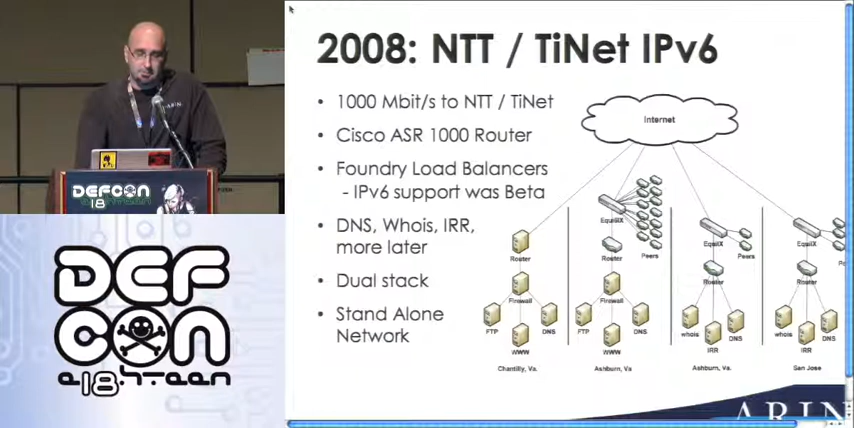 2008: NTT / TiNet IPv6
• 1000 Mbit/s to NTT / TiNet
• Cisco ASR 1000 Router
• Foundry Load Balancers
- IPv6 support was Beta
• DNS, Whois, IRR,
more later
• Dual stack
• Stand Alone
Network
Internet
EquiIX
Peers
Router
Firewall
FTP
WWW
DNS
Chantilly, Va.
Router
Firewall
FTP
WWW
DNS
Ashburn, Va
EquiIX
Peers
Router
whois
IRR
DNS
Ashburn, Va.
EquiIX
Router
whois
IRR
DNS
San Jose
ARIN
ARIN
DEFCON
18
DEF
CON
e18hteen